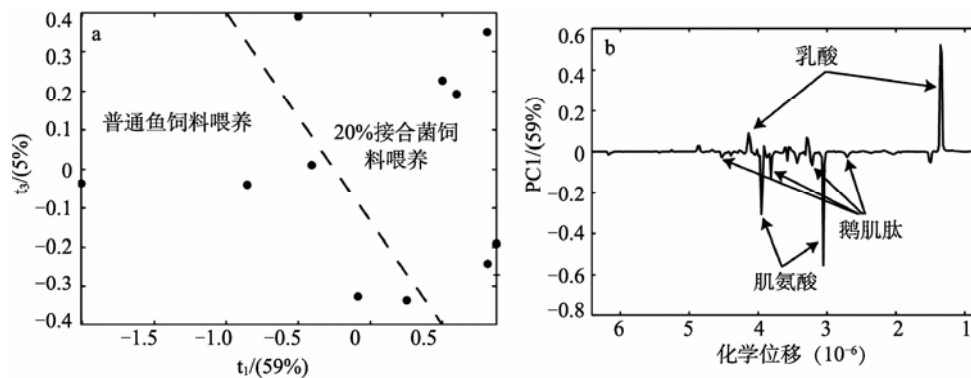 a
0.4
0.3
0.2
0.1
0
−0.1
−0.2
−0.3
−0.4
t₃/(5%)
普通鱼饲料喂养
20%接合菌饲
料喂养
−1.5
−1.0
−0.5
0
0.5
t₁/(59%)
b
0.6
0.4
0.2
0
−0.2
−0.4
−0.6
−0.8
PC1/(59%)
乳酸
鹅肌肽
肌氨酸
6
5
4
3
2
1
化学位移 (10⁻⁶)